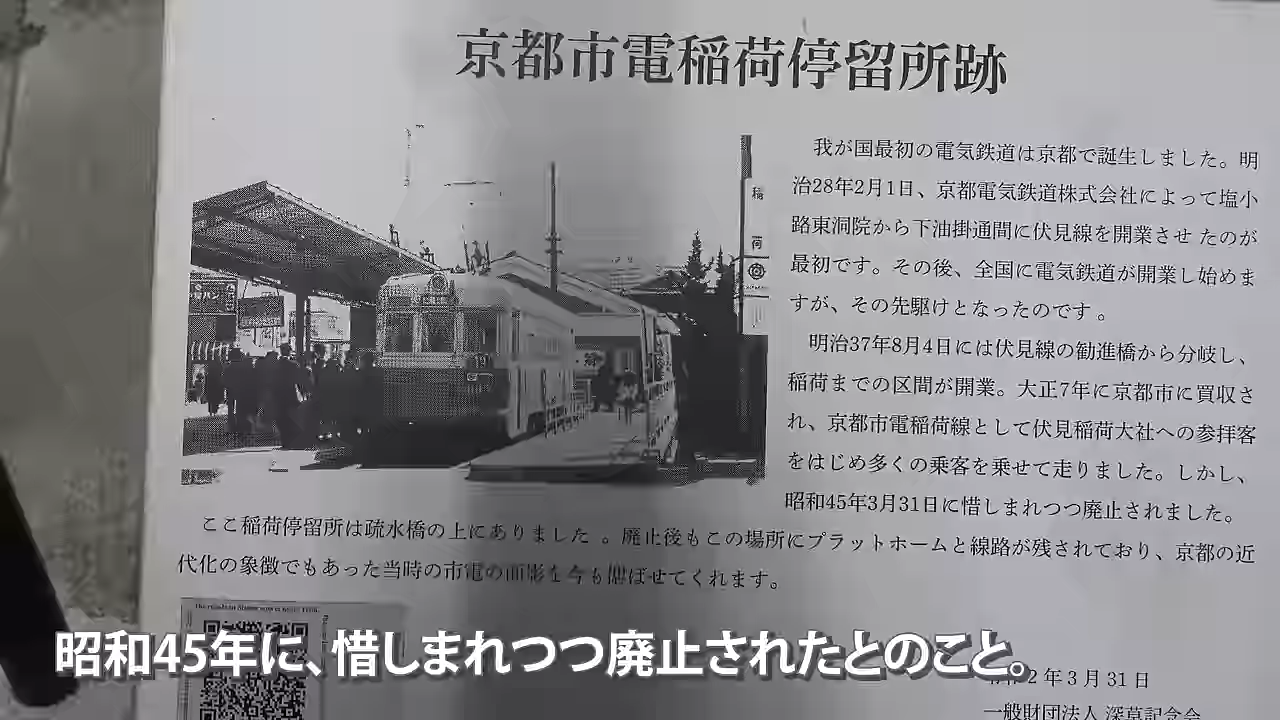 京都市電稲荷停留所跡
我が国最初の電気鉄道は京都で誕生しました。明
治28年2月1日、京都電気鉄道株式会社によって塩小
路東洞院から下油掛通間に伏見線を開業させ たのが
最初です。その後、全国に電気鉄道が開業し始めま
すが、その先駆けとなったのです 。
明治37年8月4日には伏見線の勧進橋から分岐し、
稲荷までの区間が開業。大正7年に京都市に買収さ
れ、京都市電稲荷線として伏見稲荷大社への参拝客
をはじめ多くの乗客を乗せて走りました。しかし、
昭和45年3月31日に惜しまれつつ廃止されました。
稲
荷
ここ稲荷停留所は疏水橋の上にありました 。廃止後もこの場所にプラットホームと線路が残されており、京都の近
代化の象徴でもあった当時の市電の面影を今も偲ばせてくれます。
昭和45年に、惜しまれつつ廃止されたとのこと。
2年3月31日
一般財団法人 深草記念会